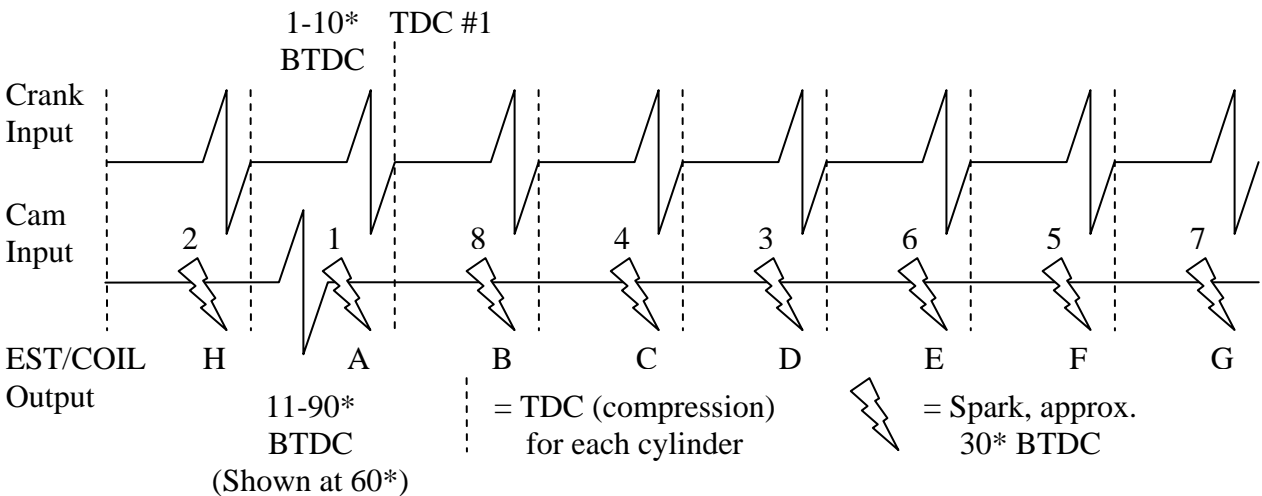 1-10* TDC #1
BTDC
Crank
Input
Cam
Input
2 1 8 4 3 6 5 7
EST/COIL H A B C D E F G
Output
11-90*
BTDC
(Shown at 60*)
= TDC (compression)
for each cylinder
= Spark, approx.
30* BTDC